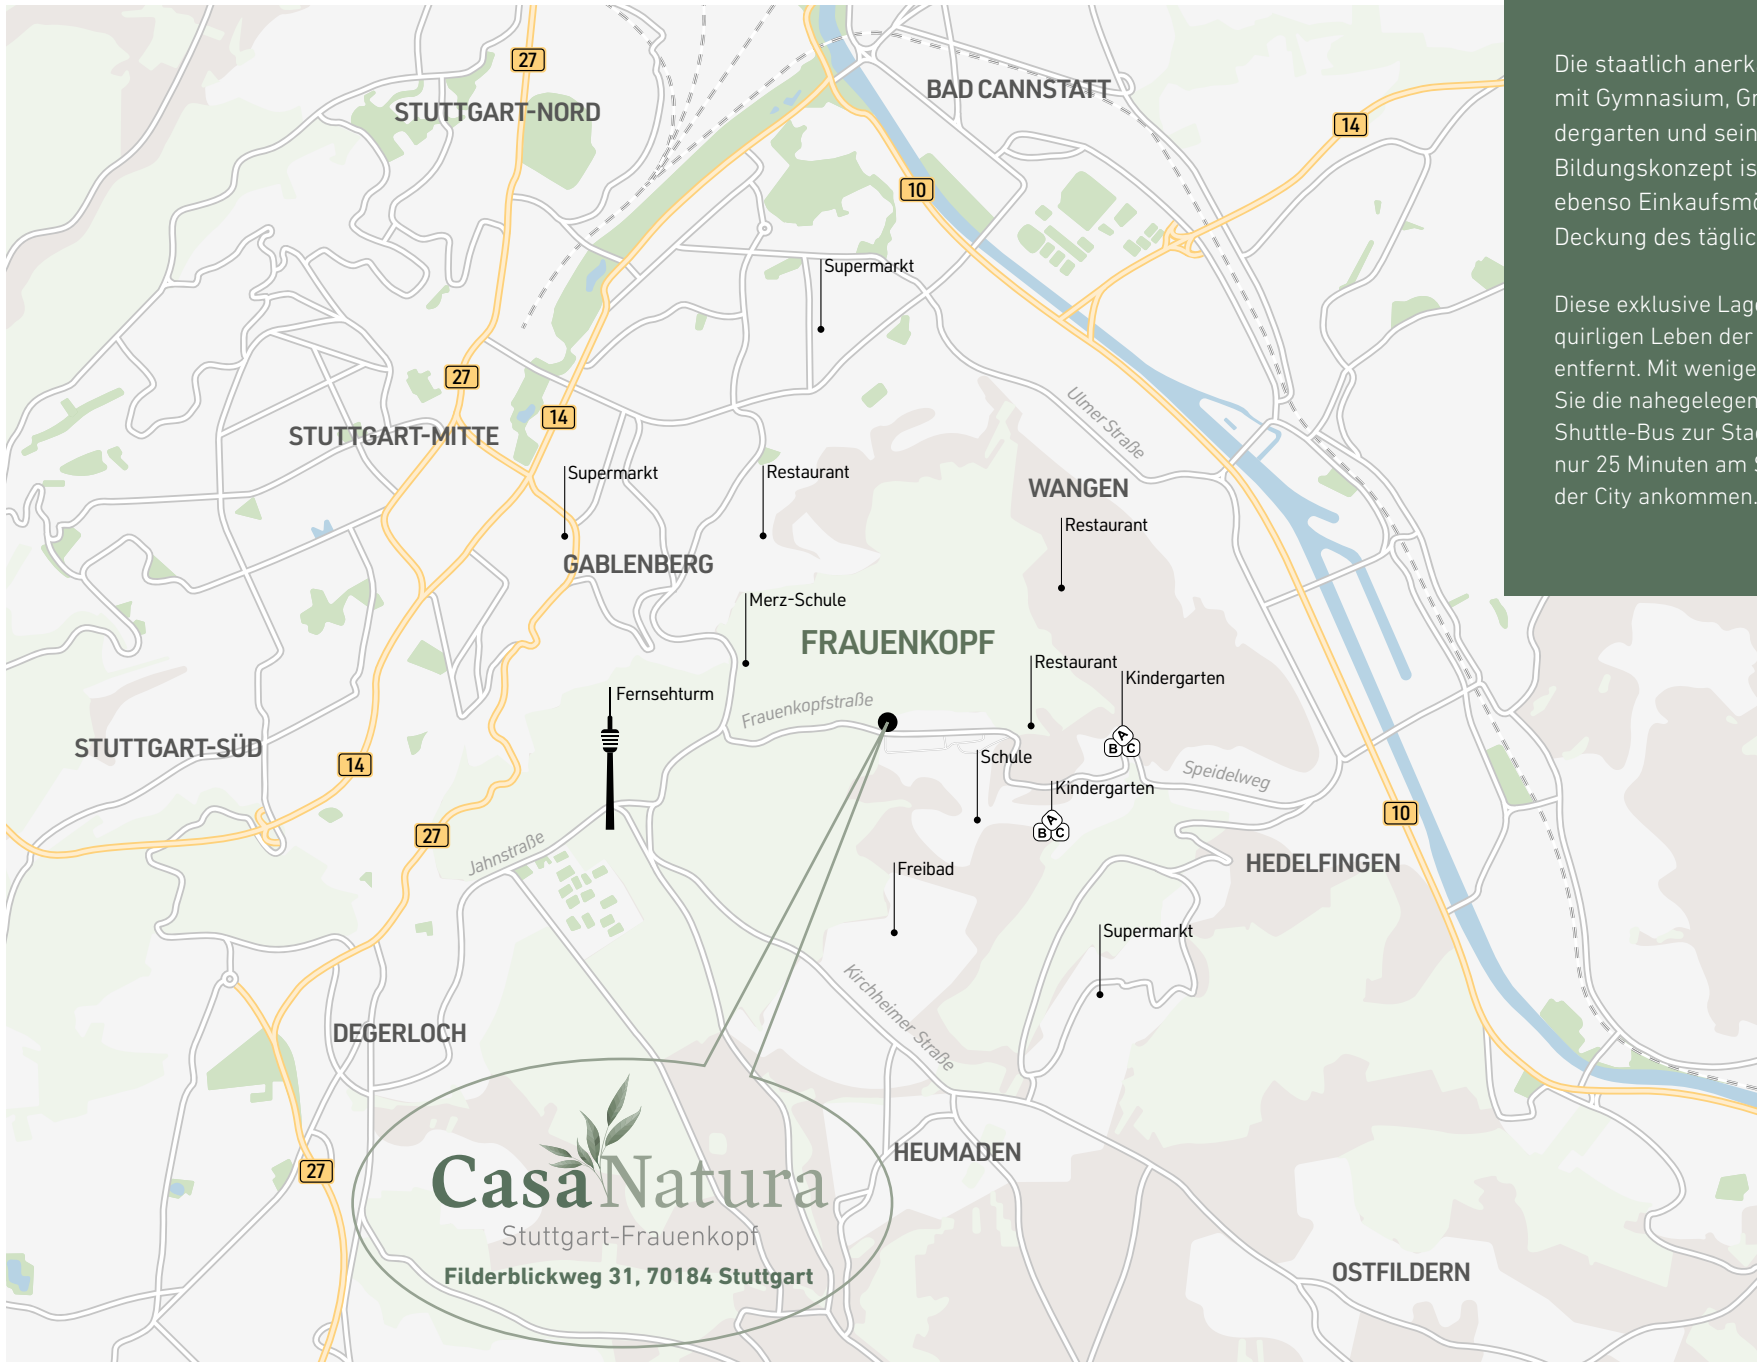 27
STUTTGART-NORD
BAD CANNSTATT
14
10
Supermarkt
27
14
STUTTGART-MITTE
Ulmer Straße
Supermarkt
Restaurant
WANGEN
Restaurant
GABLENBERG
Merz-Schule
FRAUENKOPF
Restaurant
Kindergarten
Fernsehturm
Frauenkopfstraße
STUTTGART-SÜD
14
A
B C
Schule
Speidelweg
Kindergarten
A
B C
10
27
Jahnstraße
HEDELFINGEN
Freibad
Supermarkt
Kirchheimer Straße
DEGERLOCH
HEUMADEN
27
CasaNatura
Stuttgart-Frauenkopf
Filderblickweg 31, 70184 Stuttgart
OSTFILDERN
Die staatlich anerk
mit Gymnasium, Gr
dergarten und sein
Bildungskonzept is
ebenso Einkaufsmö
Deckung des täglic
Diese exklusive Lag
quirligen Leben der
entfernt. Mit wenige
Sie die nahegelegen
Shuttle-Bus zur Sta
nur 25 Minuten am S
der City ankommen.